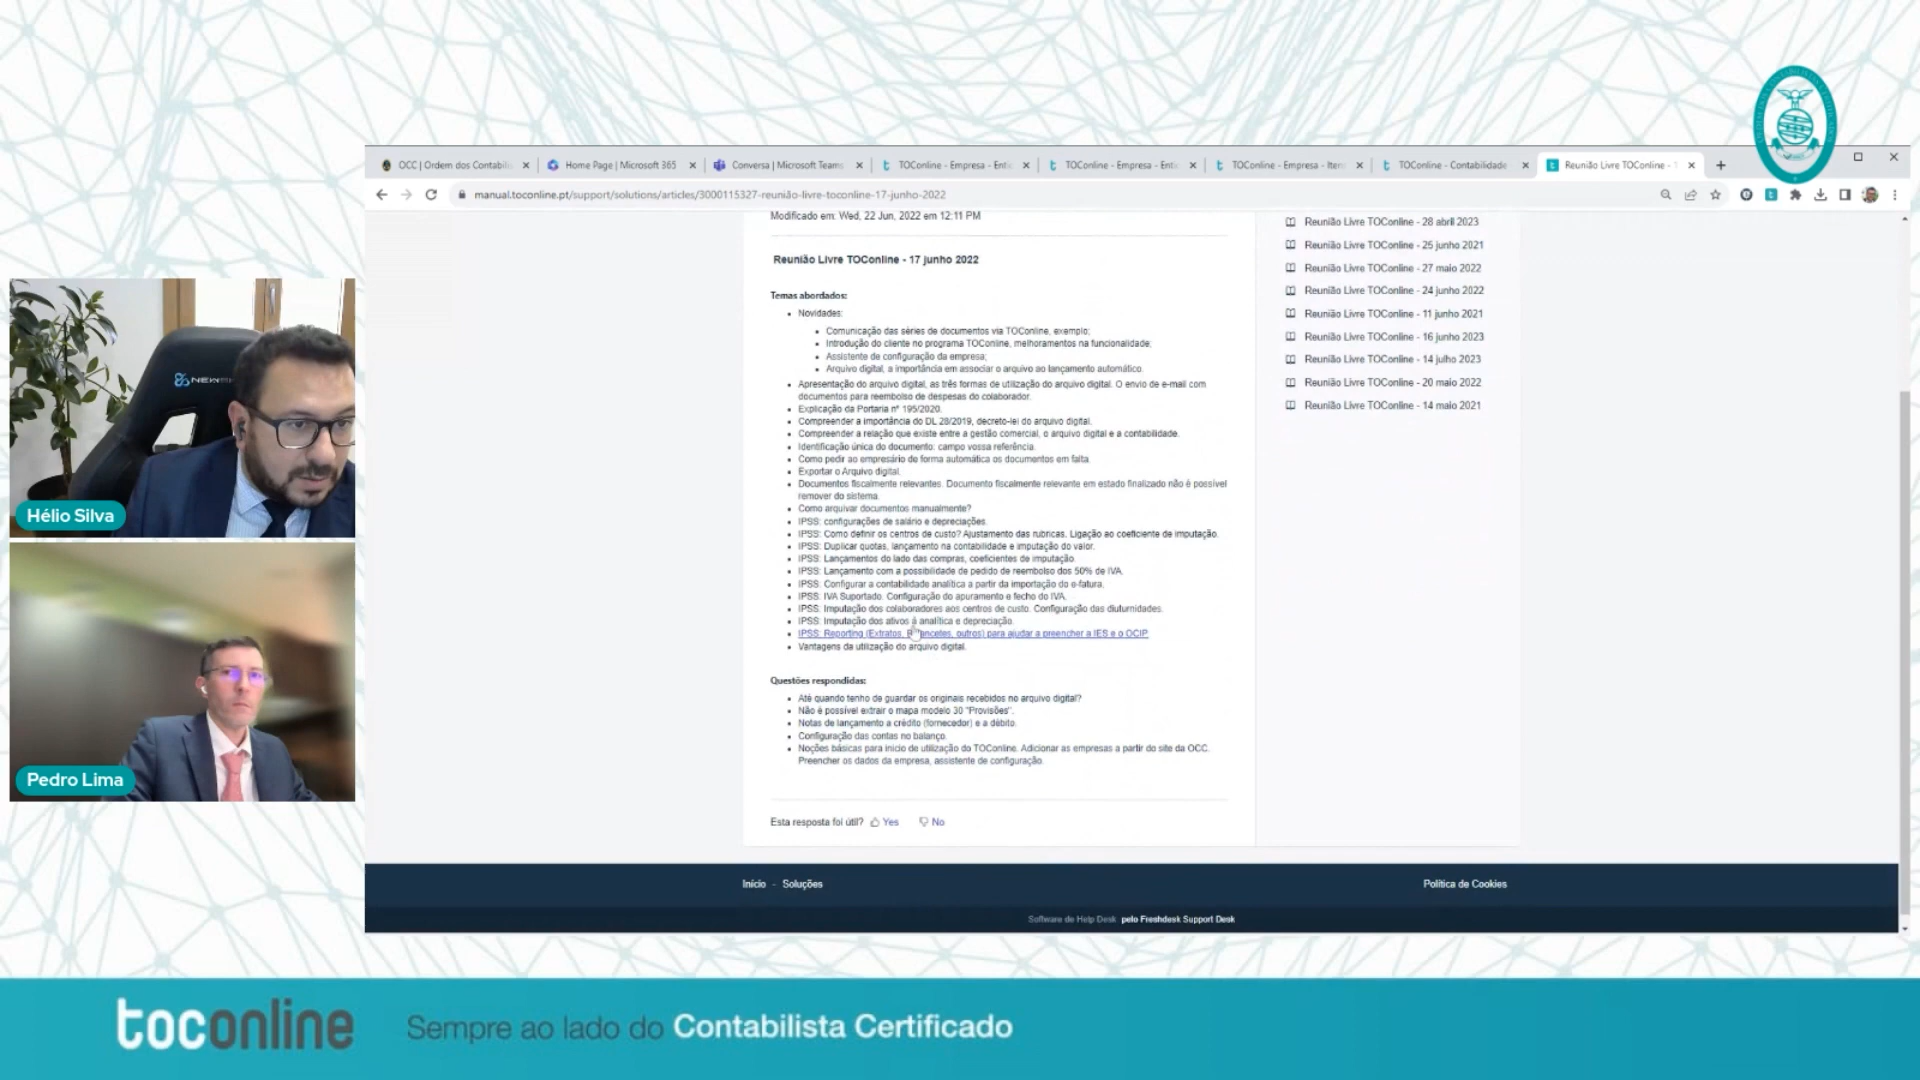 OCC | Ordem dos Contabili
Home Page | Microsoft 365
Conversa | Microsoft Teams
TOConline - Empresa - Enti
TOConline - Empresa - Enti
TOConline - Empresa - Iten
TOConline - Contabilidade
Reunião Livre TOConline - 1
manual.toconline.pt/support/solutions/articles/3000115327-reunião-livre-toconline-17-junho-2022
Modificado em: Wed, 22 Jun, 2022 em 12:11 PM
Reunião Livre TOConline - 17 junho 2022
Temas abordados:
Novidades:
Comunicação das séries de documentos via TOConline, exemplo;
Introdução do cliente no programa TOConline, melhoramentos na funcionalidade;
Assistente de configuração da empresa;
Arquivo digital, a importância em associar o arquivo ao lançamento automático.
Apresentação do arquivo digital, as três formas de utilização do arquivo digital. O envio de e-mail com
documentos para reembolso de despesas do colaborador.
Explicação da Portaria nº 195/2020.
Compreender a importância do DL 28/2019, decreto-lei do arquivo digital.
Compreender a relação que existe entre a gestão comercial, o arquivo digital e a contabilidade.
Identificação única do documento: campo vossa referência.
Como pedir ao empresário de forma automática os documentos em falta.
Exportar o Arquivo digital.
Documentos fiscalmente relevantes. Documento fiscalmente relevante em estado finalizado não é possível
remover do sistema.
Como arquivar documentos manualmente?
IPSS: configurações de salário e depreciações.
IPSS: Como definir os centros de custo? Ajustamento das rubricas. Ligação ao coeficiente de imputação.
IPSS: Duplicar quotas, lançamento na contabilidade e imputação do valor.
IPSS: Lançamentos do lado das compras, coeficientes de imputação.
IPSS: Lançamento com a possibilidade de pedido de reembolso dos 50% de IVA.
IPSS: Configurar a contabilidade analítica a partir da importação do e-fatura.
IPSS: IVA Suportado. Configuração do apuramento e fecho do IVA.
IPSS: Imputação dos colaboradores aos centros de custo. Configuração das diuturnidades.
IPSS: Imputação dos ativos á analítica e depreciação.
IPSS: Reporting (Extratos, Balancetes, outros) para ajudar a preencher a IES e o OCIP
Vantagens da utilização do arquivo digital.
Questões respondidas:
Até quando tenho de guardar os originais recebidos no arquivo digital?
Não é possível extrair o mapa modelo 30 "Provisões".
Notas de lançamento a crédito (fornecedor) e a débito.
Configuração das contas no balanço.
Noções básicas para inicio de utilização do TOConline. Adicionar as empresas a partir do site da OCC.
Preencher os dados da empresa, assistente de configuração.
Esta resposta foi útil? Yes No
Reunião Livre TOConline - 28 abril 2023
Reunião Livre TOConline - 25 junho 2021
Reunião Livre TOConline - 27 maio 2022
Reunião Livre TOConline - 24 junho 2022
Reunião Livre TOConline - 11 junho 2021
Reunião Livre TOConline - 16 junho 2023
Reunião Livre TOConline - 14 julho 2023
Reunião Livre TOConline - 20 maio 2022
Reunião Livre TOConline - 14 maio 2021
Início - Soluções
Política de Cookies
Software de Help Desk pelo Freshdesk Support Desk
Hélio Silva
Pedro Lima
toconline
Sempre ao lado do Contabilista Certificado